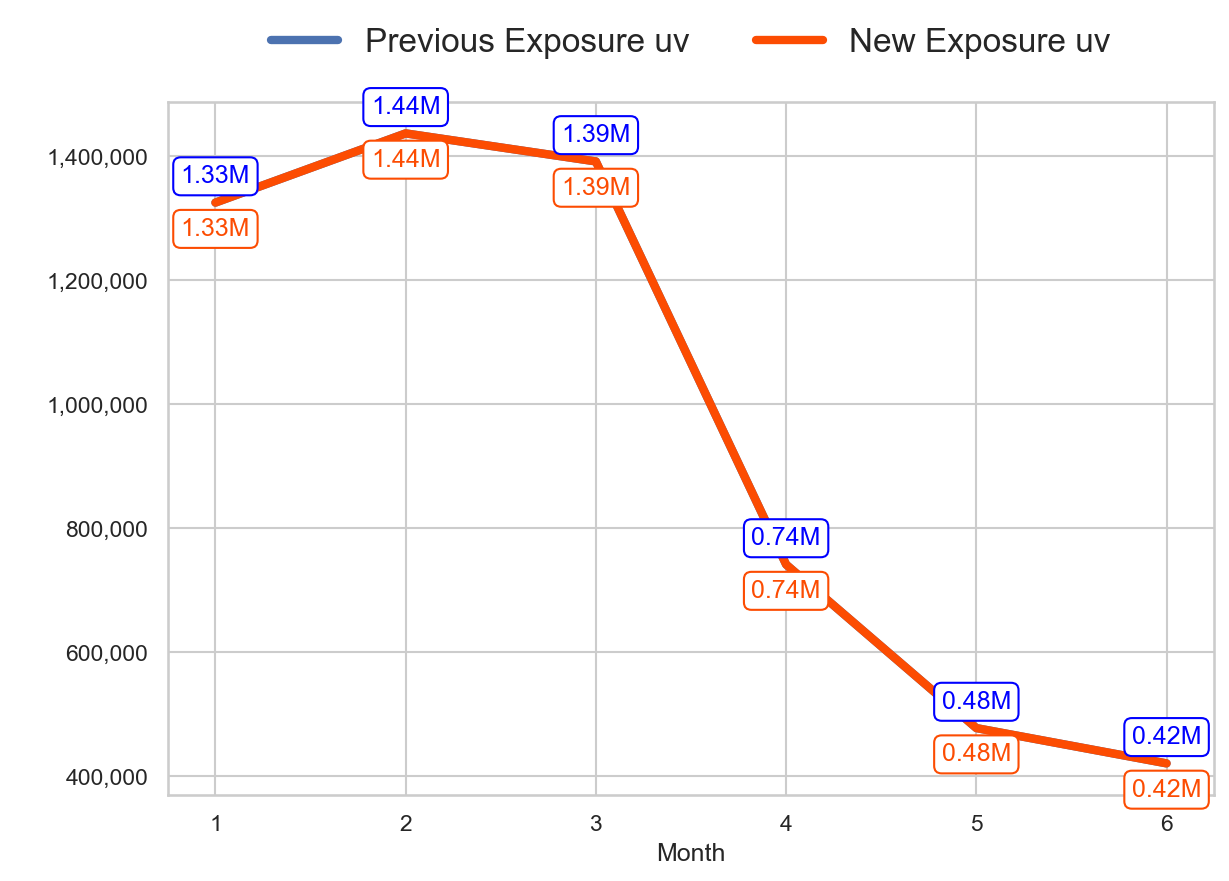 Previous Exposure uv New Exposure uv
1.44M
1.39M
1,400,000
1.44M
1.33M
1.39M
1.33M
1,200,000
1,000,000
800,000
0.74M
0.74M
600,000
0.48M
0.42M
0.48M
400,000
0.42M
1 2 3 4 5 6
Month